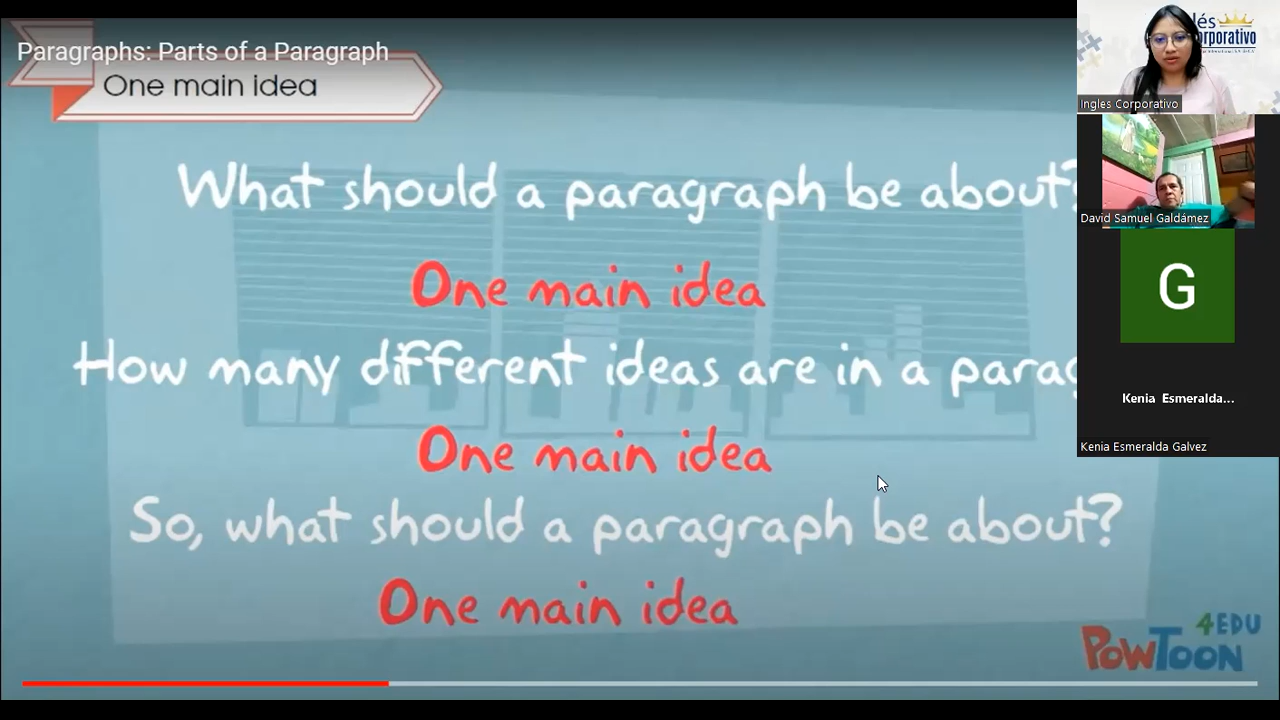 Paragraphs: Parts of a Paragraph
One main idea
What should a paragraph be about?
One main idea
How many different ideas are in a
One main idea
So, what should a paragraph be about?
One main idea
4EDU
POWTOON
Ingles Corporativo
David Samuel Galdámez
G
Kenia Esmeralda...
Kenia Esmeralda Galvez